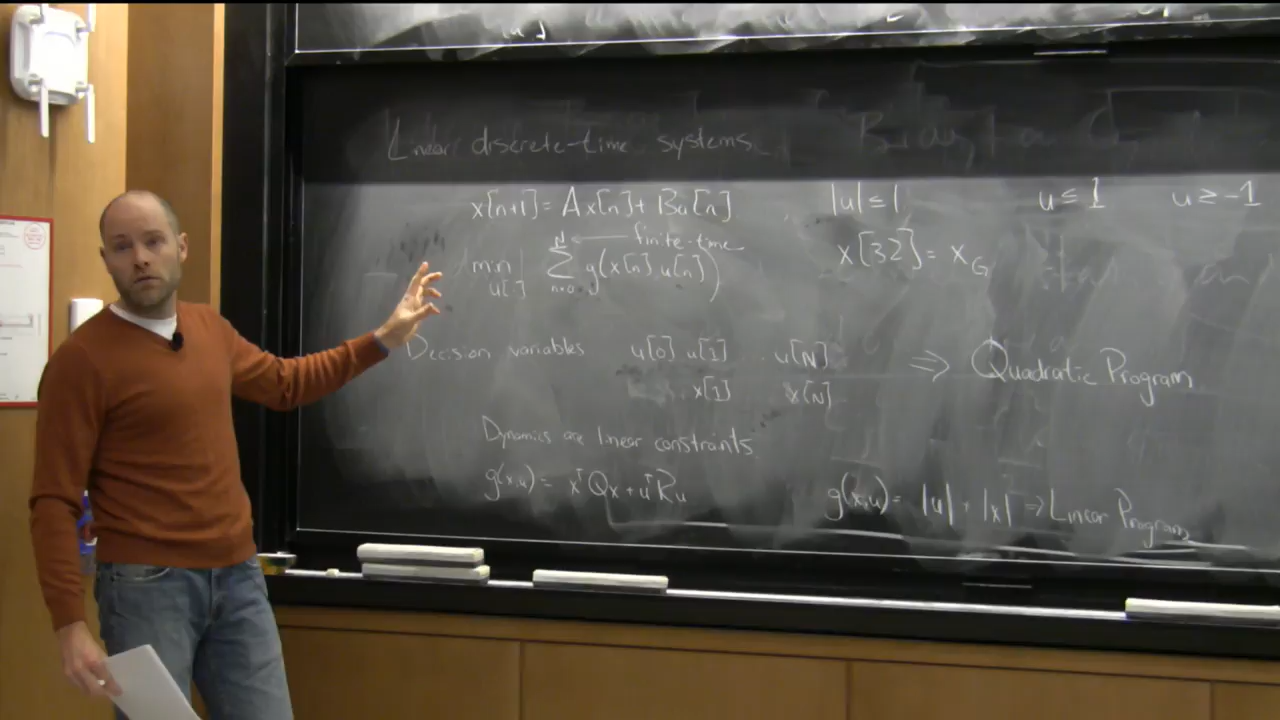 Linear discrete-time systems
x[n+1] = Ax[n] + Bu[n] , |u| ≤ 1 u ≤ 1 u ≥ -1
N ← finite-time
min Σ g(x[n] u[n]) x[32] = x_G
u[·] n=0
Decision variables u[0] u[1] . u[N] ⇒ Quadratic Program
x[1] x[N]
Dynamics are linear constraints
g(x,u) = xᵀQx + uᵀRu g(x,u) = |u| + |x| ⇒ Linear Program